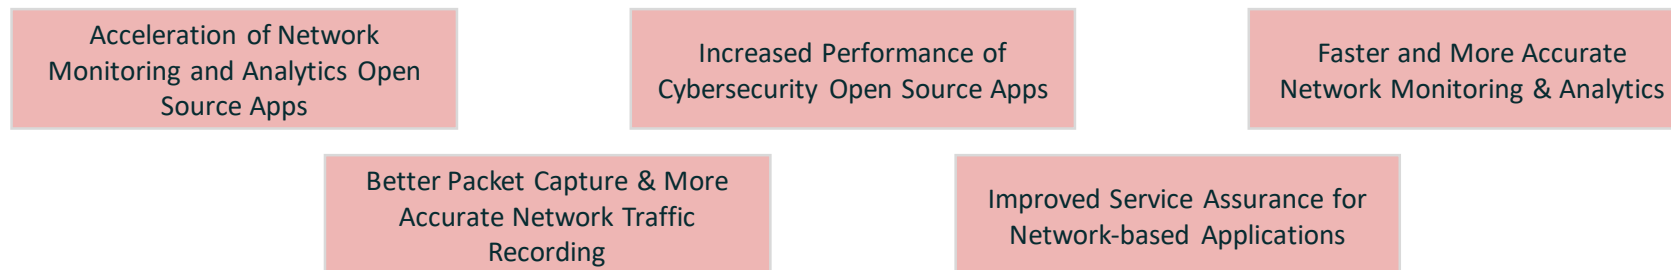 Acceleration of Network
Monitoring and Analytics Open
Source Apps
Increased Performance of
Cybersecurity Open Source Apps
Faster and More Accurate
Network Monitoring & Analytics
Better Packet Capture & More
Accurate Network Traffic
Recording
Improved Service Assurance for
Network-based Applications